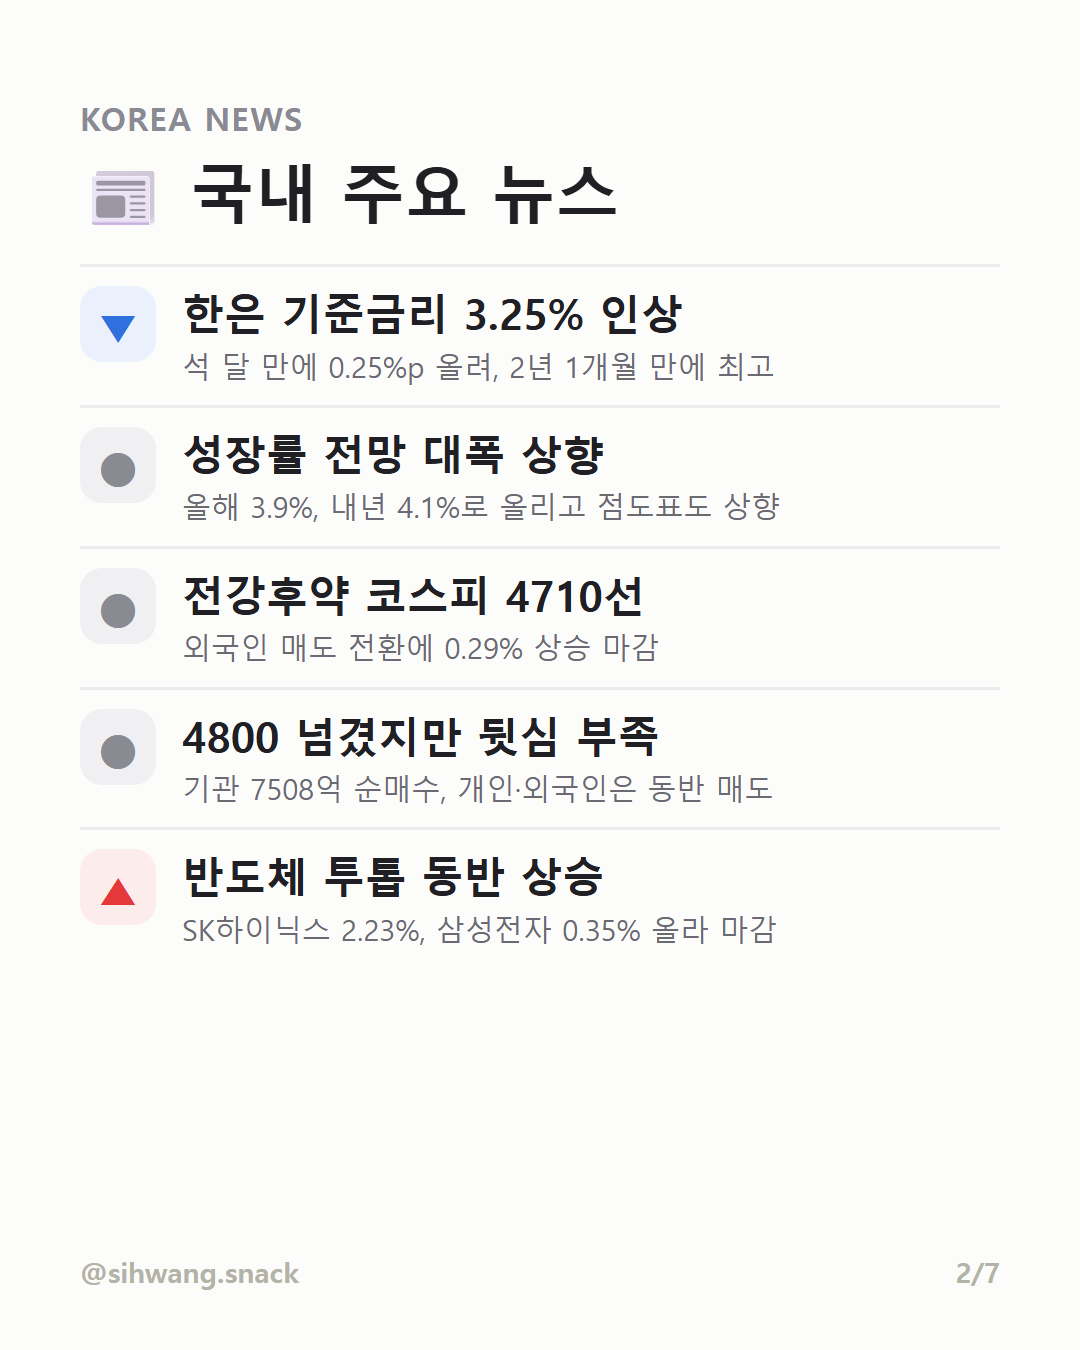 KOREA NEWS
국내 주요 뉴스
한은 기준금리 3.25% 인상
석 달 만에 0.25%p 올려, 2년 1개월 만에 최고
성장률 전망 대폭 상향
올해 3.9%, 내년 4.1%로 올리고 점도표도 상향
전강후약 코스피 4710선
외국인 매도 전환에 0.29% 상승 마감
4800 넘겼지만 뒷심 부족
기관 7508억 순매수, 개인·외국인은 동반 매도
반도체 투톱 동반 상승
SK하이닉스 2.23%, 삼성전자 0.35% 올라 마감
@sihwang.snack
2/7